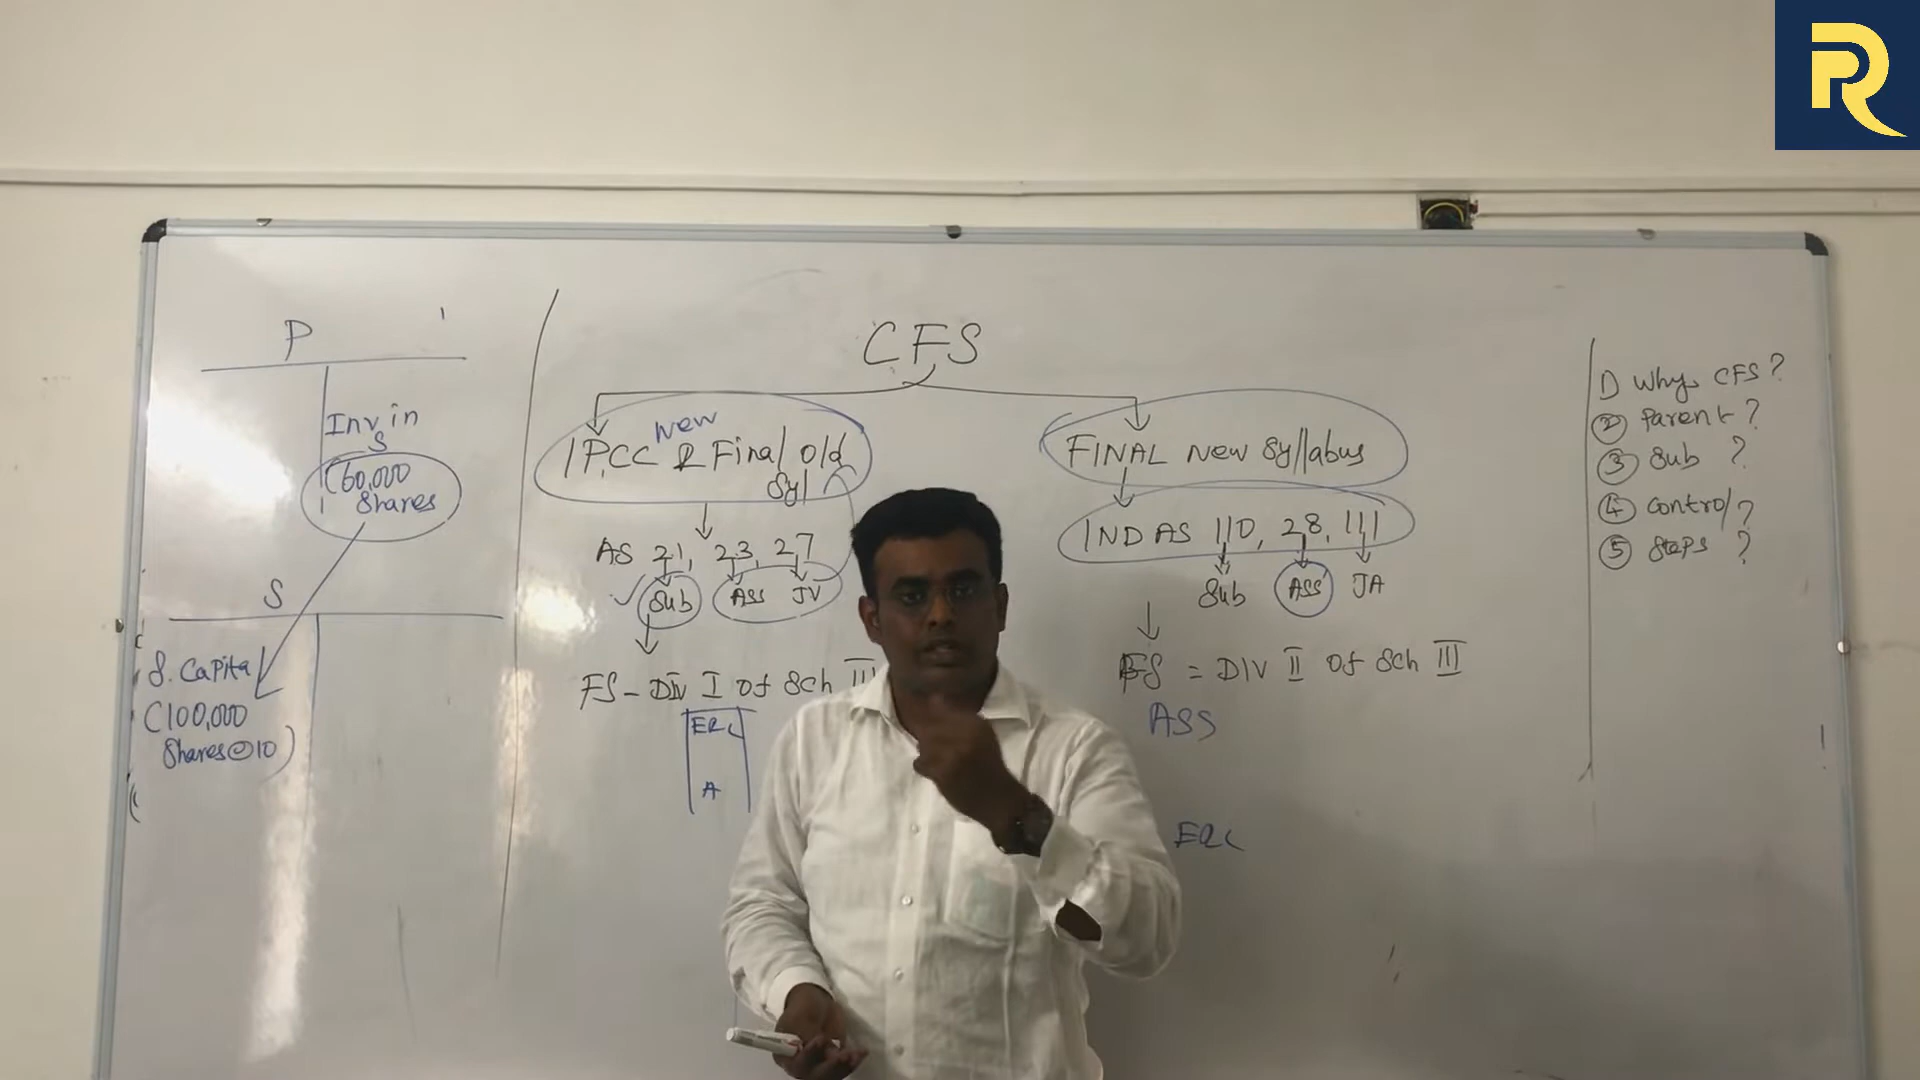 P
Inv in
S
(60,000
Shares
S
S. Capital
(100,000
Shares@10)
CFS
New
IPCC & Final old
Syl
AS 21, 23, 27
Sub Ass JV
FS - Div I of Sch III
EQL
A
FINAL New Syllabus
IND AS 110, 28, 111
Sub Ass JA
FS = DIV II of Sch III
ASS
EQL
1) Why CFS?
2 Parent?
3 Sub ?
4 Control?
5 Steps ?
R